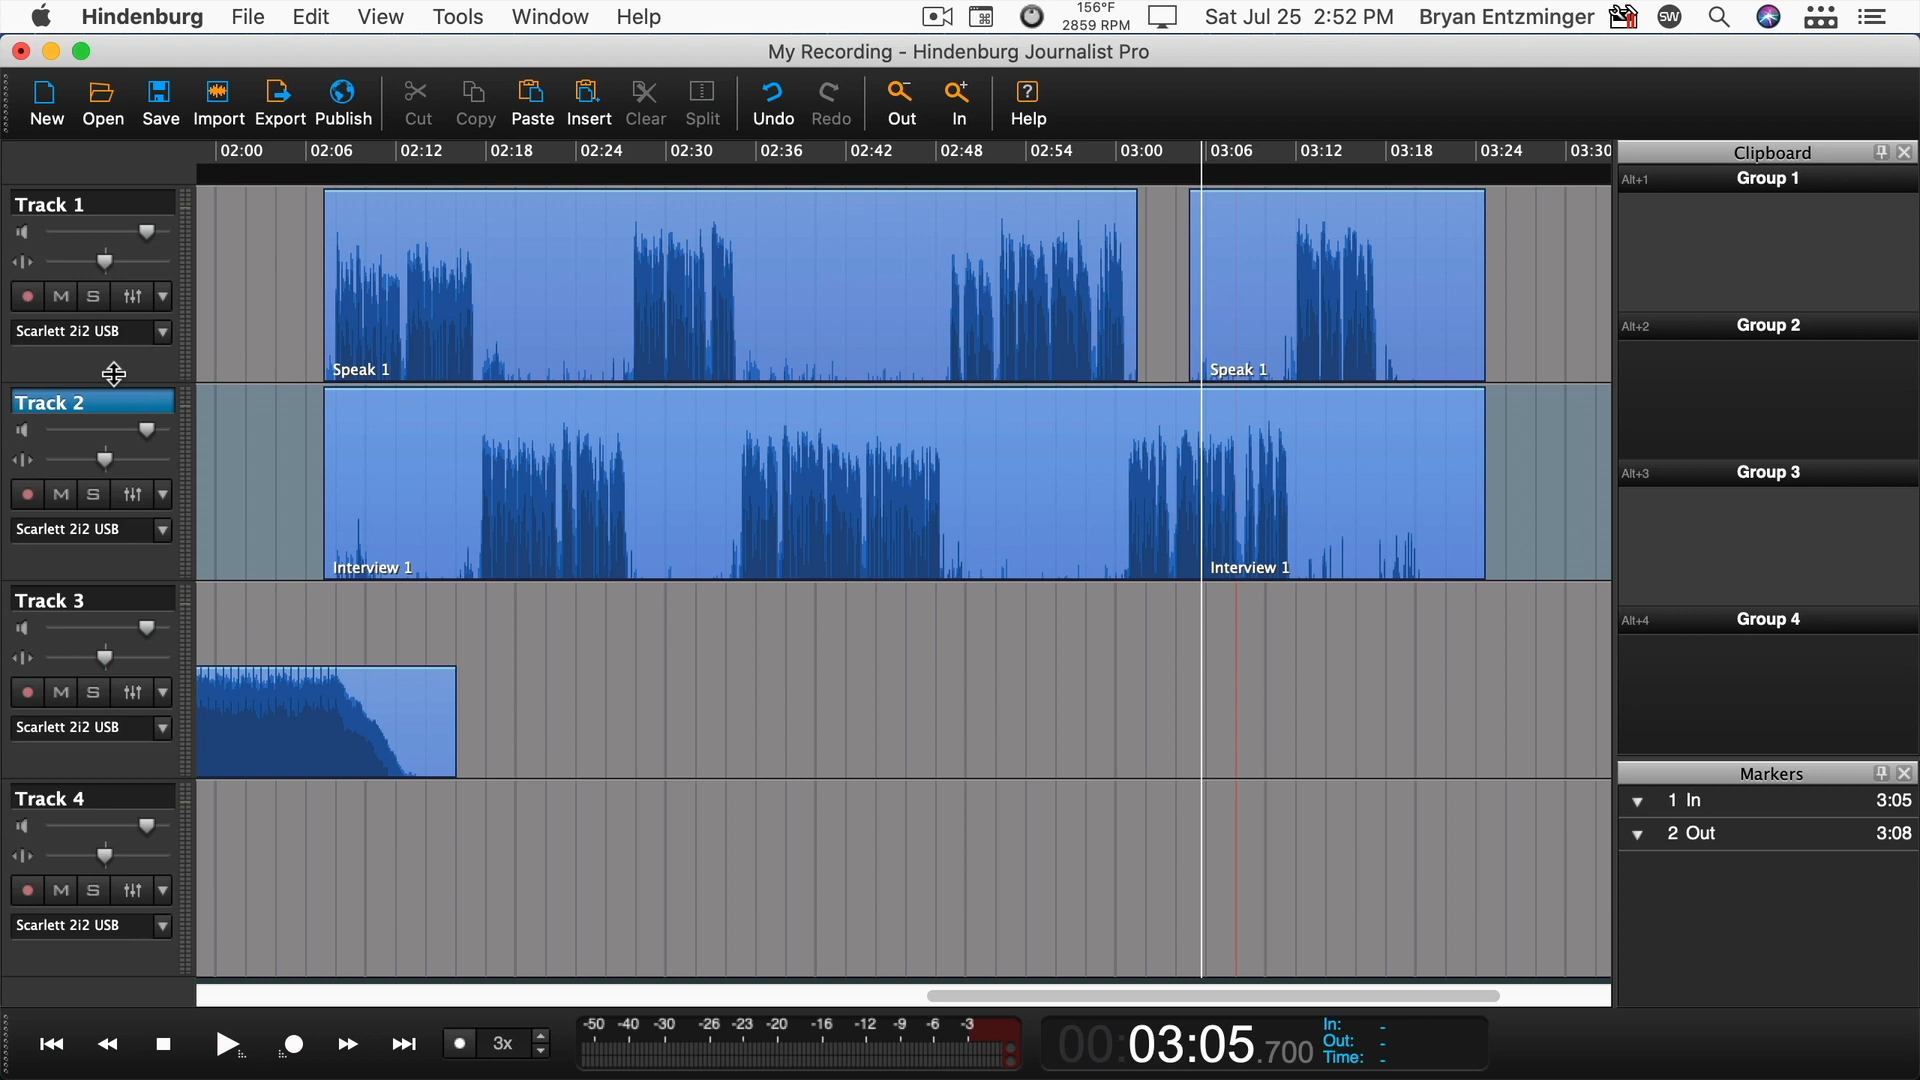 Hindenburg File Edit View Tools Window Help 156°F 2859 RPM Sat Jul 25 2:52 PM Bryan Entzminger SW
My Recording - Hindenburg Journalist Pro
New Open Save Import Export Publish Cut Copy Paste Insert Clear Split Undo Redo Out In Help
02:00 02:06 02:12 02:18 02:24 02:30 02:36 02:42 02:48 02:54 03:00 03:06 03:12 03:18 03:24 03:30
Clipboard
Alt+1 Group 1
Track 1
M S
Scarlett 2i2 USB
Speak 1 Speak 1
Alt+2 Group 2
Track 2
M S
Scarlett 2i2 USB
Interview 1 Interview 1
Alt+3 Group 3
Track 3
M S
Scarlett 2i2 USB
Alt+4 Group 4
Track 4
M S
Scarlett 2i2 USB
Markers
1 In 3:05
2 Out 3:08
3x
-50 -40 -30 -26 -23 -20 -16 -12 -9 -6 -3
00:03:05.700
In: -
Out: -
Time: -